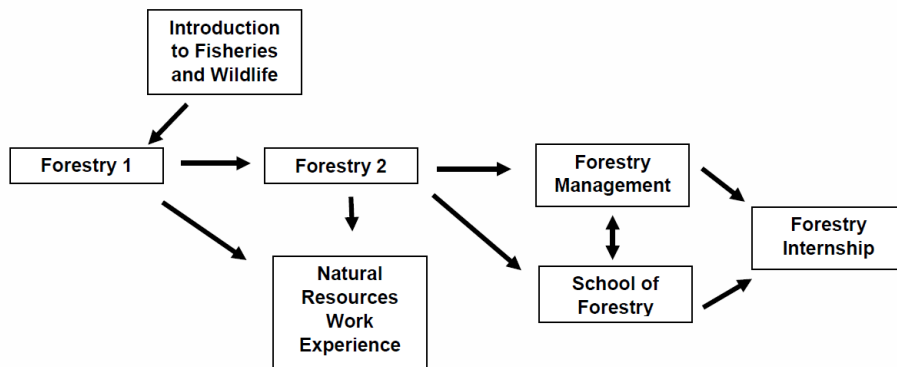 Introduction
to Fisheries
and Wildlife
Forestry 1
Forestry 2
Forestry
Management
Forestry
Internship
Natural
Resources
Work
Experience
School of
Forestry